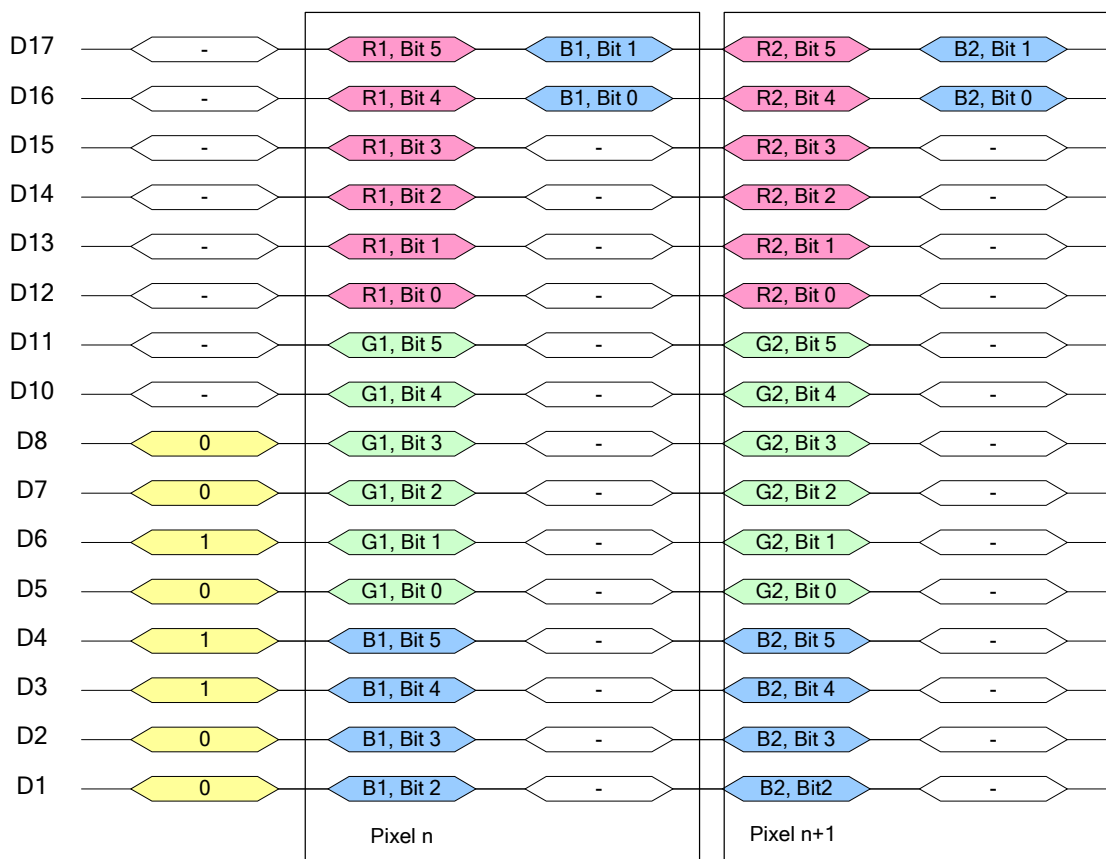 D17 - R1, Bit 5 B1, Bit 1 R2, Bit 5 B2, Bit 1
D16 - R1, Bit 4 B1, Bit 0 R2, Bit 4 B2, Bit 0
D15 - R1, Bit 3 - R2, Bit 3 -
D14 - R1, Bit 2 - R2, Bit 2 -
D13 - R1, Bit 1 - R2, Bit 1 -
D12 - R1, Bit 0 - R2, Bit 0 -
D11 - G1, Bit 5 - G2, Bit 5 -
D10 - G1, Bit 4 - G2, Bit 4 -
D8 0 G1, Bit 3 - G2, Bit 3 -
D7 0 G1, Bit 2 - G2, Bit 2 -
D6 1 G1, Bit 1 - G2, Bit 1 -
D5 0 G1, Bit 0 - G2, Bit 0 -
D4 1 B1, Bit 5 - B2, Bit 5 -
D3 1 B1, Bit 4 - B2, Bit 4 -
D2 0 B1, Bit 3 - B2, Bit 3 -
D1 0 B1, Bit 2 - B2, Bit2 -
Pixel n Pixel n+1